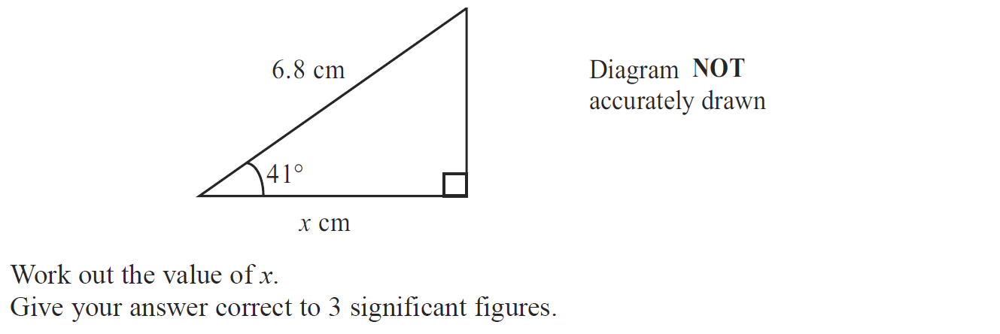 6.8 cm
Diagram NOT
accurately drawn
41°
x cm
Work out the value of x.
Give your answer correct to 3 significant figures.